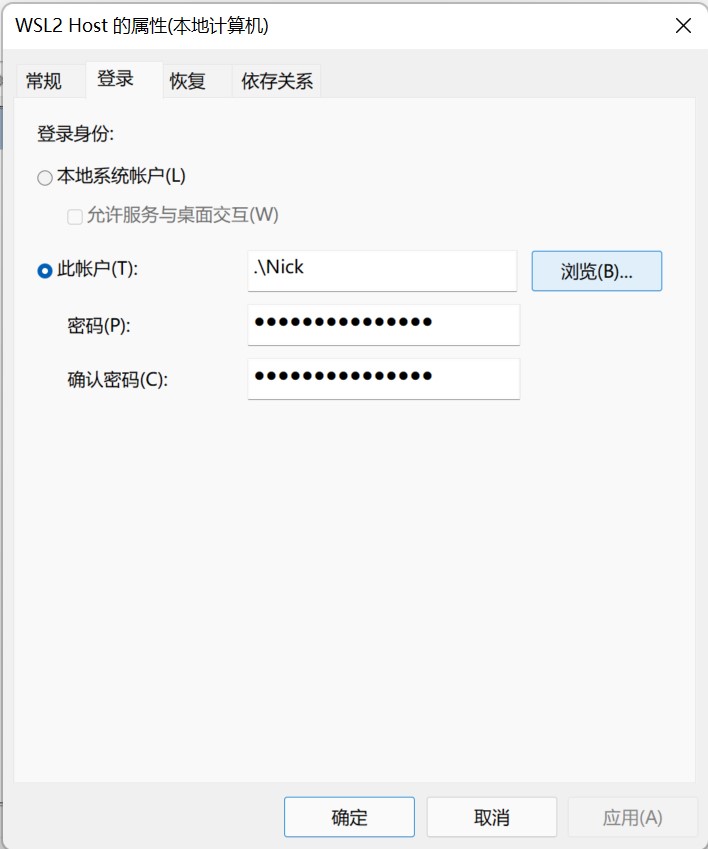 WSL2 Host 的属性(本地计算机)
常规 登录 恢复 依存关系
登录身份:
本地系统帐户(L)
允许服务与桌面交互(W)
此帐户(T): .\Nick 浏览(B)...
密码(P): ●●●●●●●●●●●●●●●
确认密码(C): ●●●●●●●●●●●●●●●
确定 取消 应用(A)